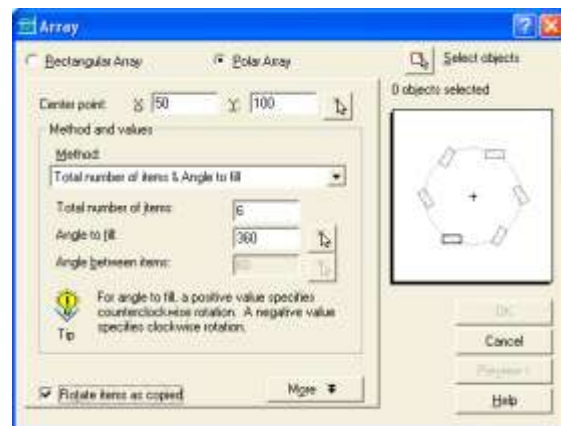 Array
Rectangular Array Polar Array Select objects
0 objects selected
Center point: X: 50 Y: 100
Method and values
Method:
Total number of items & Angle to fill
Total number of items: 6
Angle to fill: 360
Angle between items:
For angle to fill, a positive value specifies
counterclockwise rotation. A negative value
specifies clockwise rotation.
Tip
OK
Cancel
Preview <
Rotate items as copied More
Help